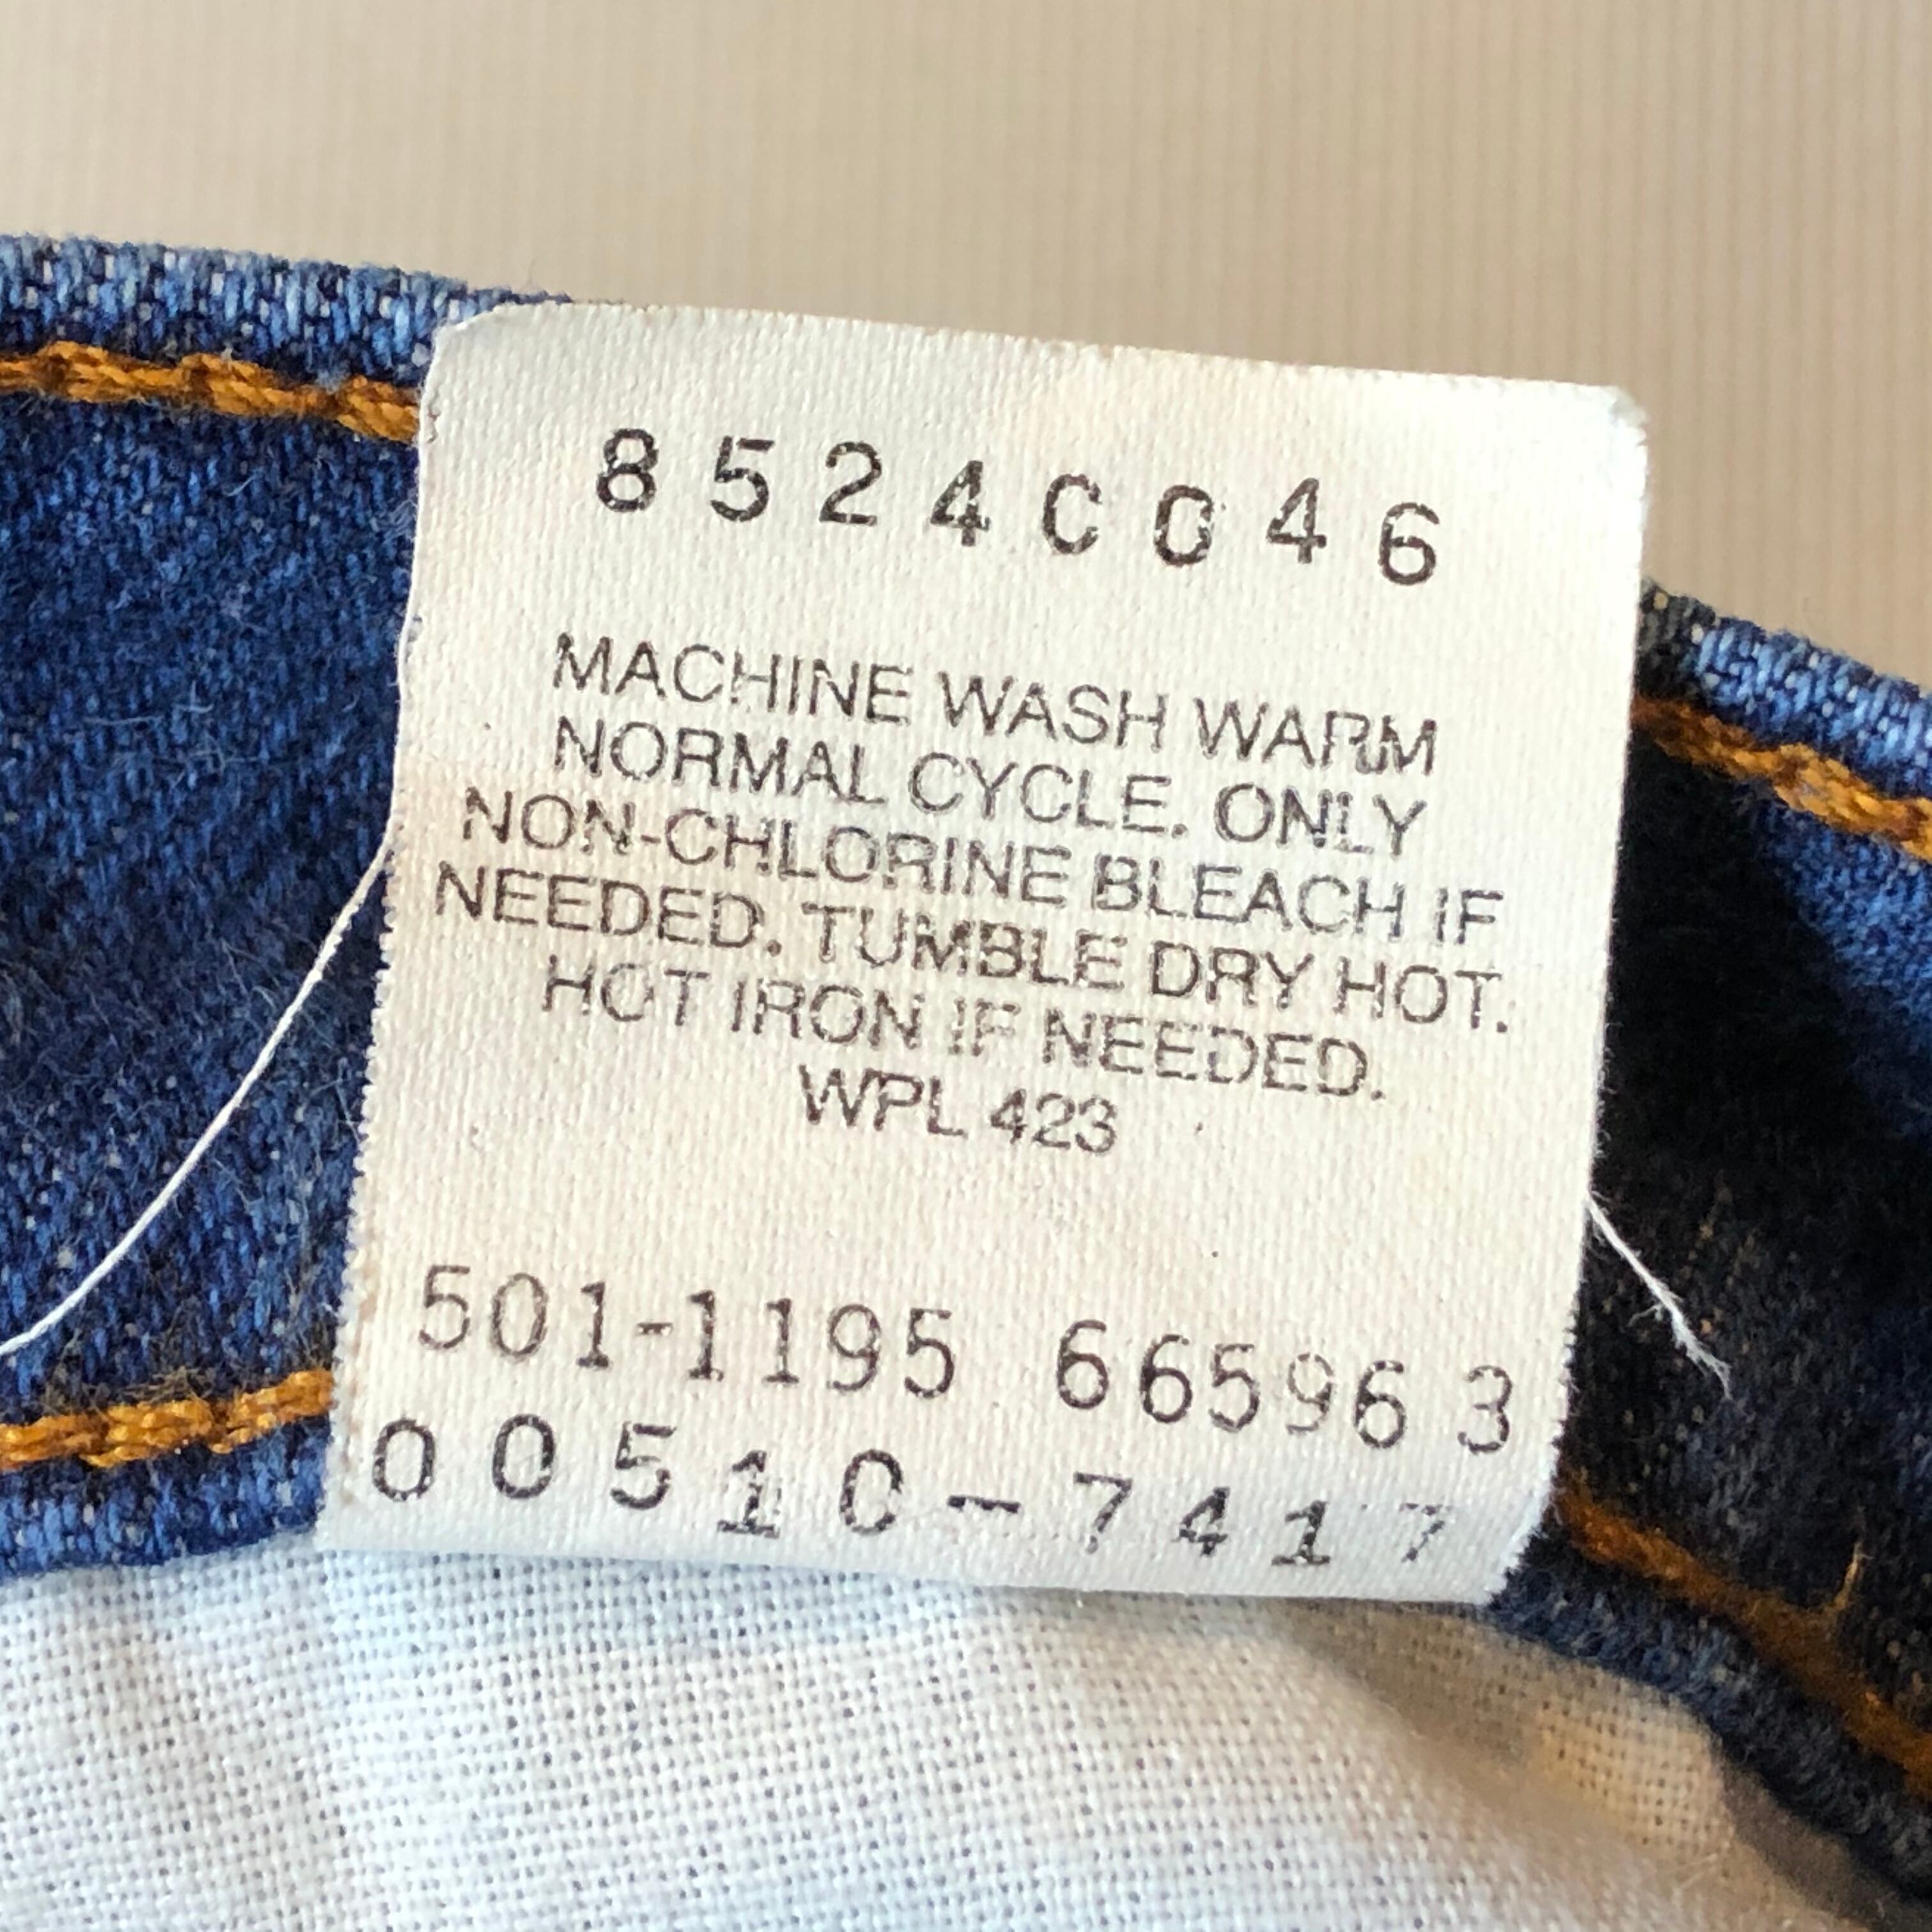 8524C046
MACHINE WASH WARM
NORMAL CYCLE. ONLY
NON-CHLORINE BLEACH IF
NEEDED. TUMBLE DRY HOT.
HOT IRON IF NEEDED.
WPL 423
501-1195 665963
00510-7417